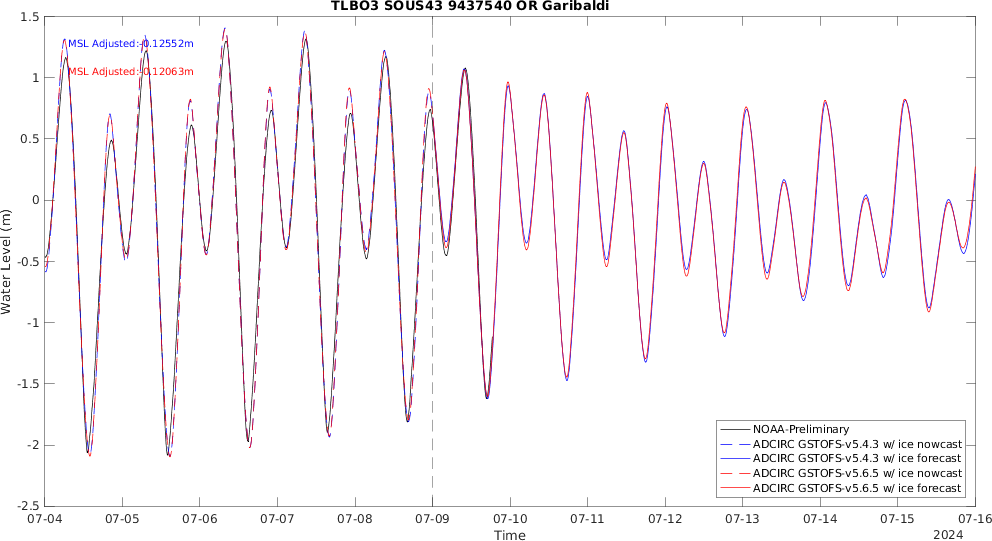 TLBO3 SOUS43 9437540 OR Garibaldi
MSL Adjusted:-0.12552m
MSL Adjusted:-0.12063m
Water Level (m)
1.5
1
0.5
0
-0.5
-1
-1.5
-2
-2.5
NOAA-Preliminary
ADCIRC GSTOFS-v5.4.3 w/ ice nowcast
ADCIRC GSTOFS-v5.4.3 w/ ice forecast
ADCIRC GSTOFS-v5.6.5 w/ ice nowcast
ADCIRC GSTOFS-v5.6.5 w/ ice forecast
07-04 07-05 07-06 07-07 07-08 07-09 07-10 07-11 07-12 07-13 07-14 07-15 07-16
Time
2024